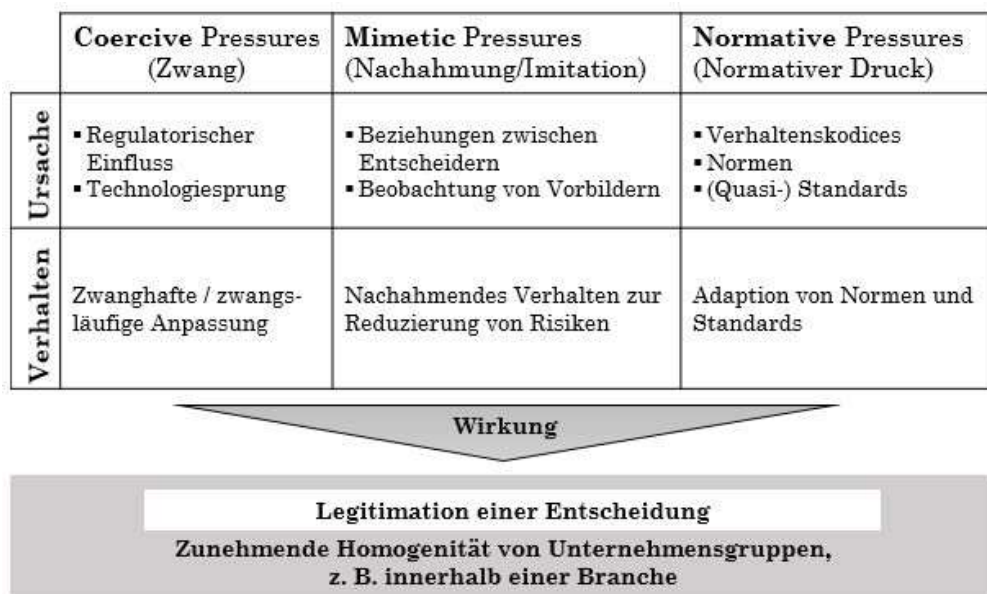 Coercive Pressures
(Zwang)
Mimetic Pressures
(Nachahmung/Imitation)
Normative Pressures
(Normativer Druck)
Ursache
▪ Regulatorischer
Einfluss
▪ Technologiesprung
▪ Beziehungen zwischen
Entscheidern
▪ Beobachtung von Vorbildern
▪ Verhaltenskodices
▪ Normen
▪ (Quasi-) Standards
Verhalten
Zwanghafte / zwangs-
läufige Anpassung
Nachahmendes Verhalten zur
Reduzierung von Risiken
Adaption von Normen und
Standards
Wirkung
Legitimation einer Entscheidung
Zunehmende Homogenität von Unternehmensgruppen,
z. B. innerhalb einer Branche